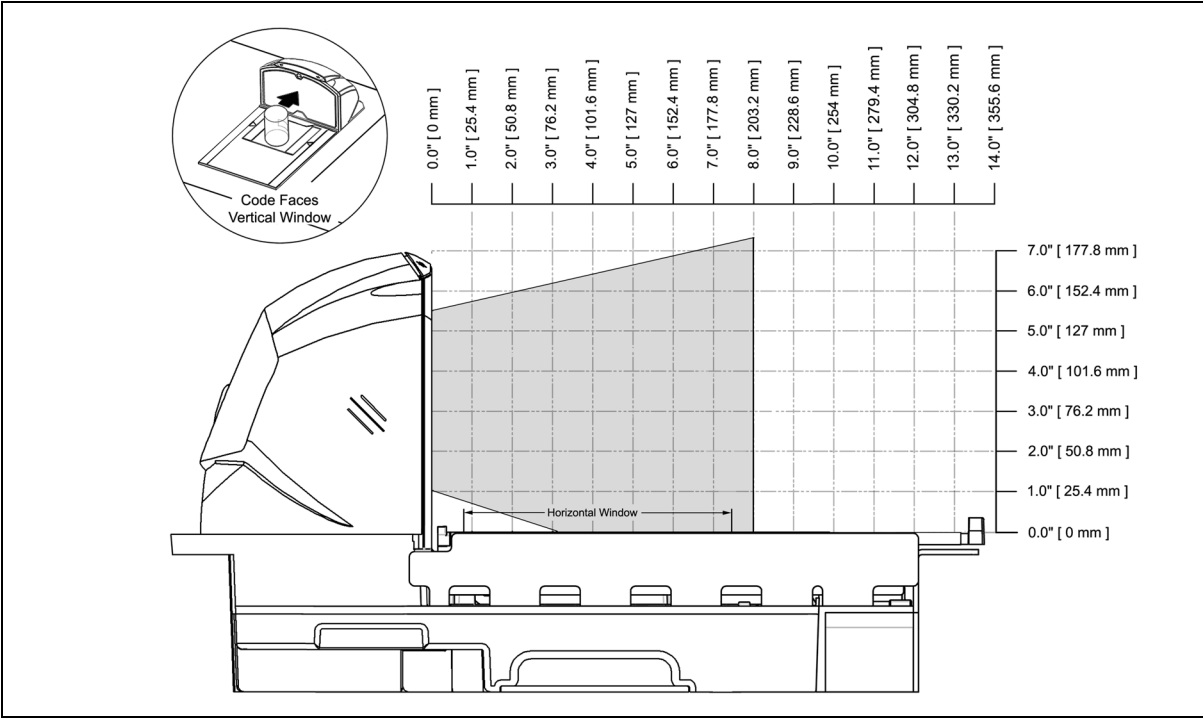 Code Faces
Vertical Window
0.0" [ 0 mm ]
1.0" [ 25.4 mm ]
2.0" [ 50.8 mm ]
3.0" [ 76.2 mm ]
4.0" [ 101.6 mm ]
5.0" [ 127 mm ]
6.0" [ 152.4 mm ]
7.0" [ 177.8 mm ]
8.0" [ 203.2 mm ]
9.0" [ 228.6 mm ]
10.0" [ 254 mm ]
11.0" [ 279.4 mm ]
12.0" [ 304.8 mm ]
13.0" [ 330.2 mm ]
14.0" [ 355.6 mm ]
7.0" [ 177.8 mm ]
6.0" [ 152.4 mm ]
5.0" [ 127 mm ]
4.0" [ 101.6 mm ]
3.0" [ 76.2 mm ]
2.0" [ 50.8 mm ]
1.0" [ 25.4 mm ]
Horizontal Window
0.0" [ 0 mm ]